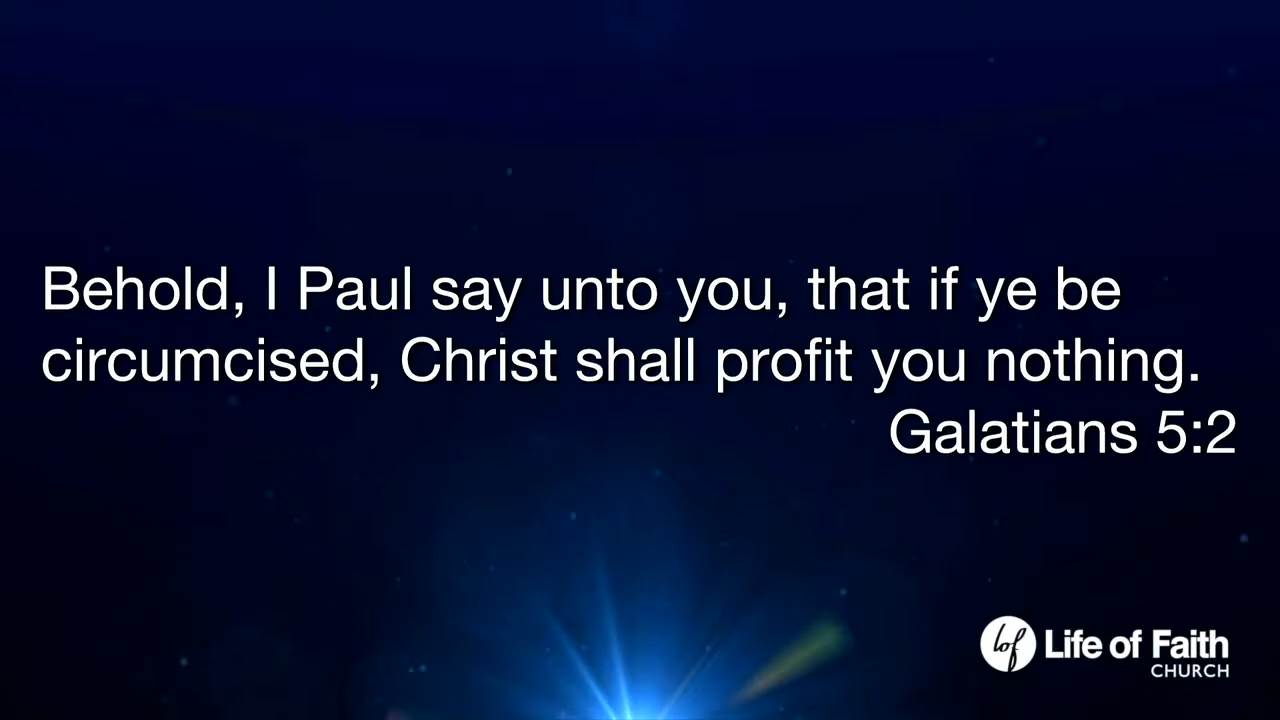 Behold, I Paul say unto you, that if ye be
circumcised, Christ shall profit you nothing.
Galatians 5:2
lof Life of Faith
CHURCH